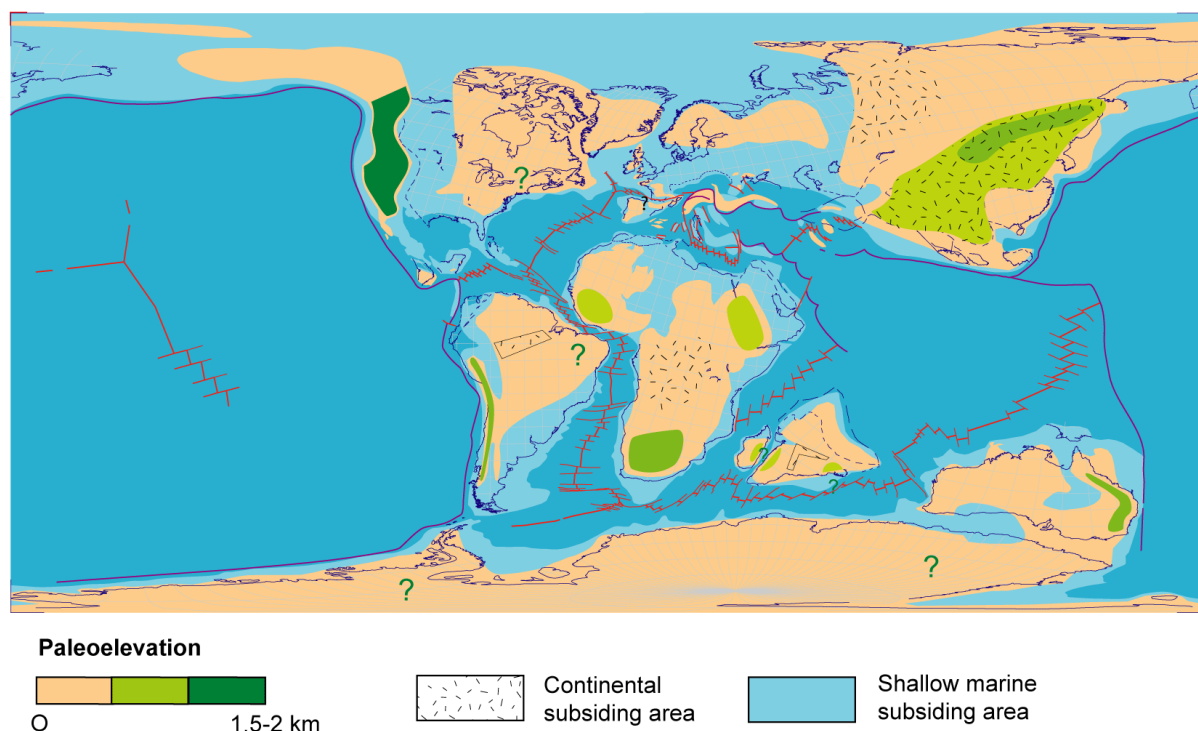 ?
?
?
?
?
?
Paleoelevation
O
1.5-2 km
Continental
subsiding area
Shallow marine
subsiding area